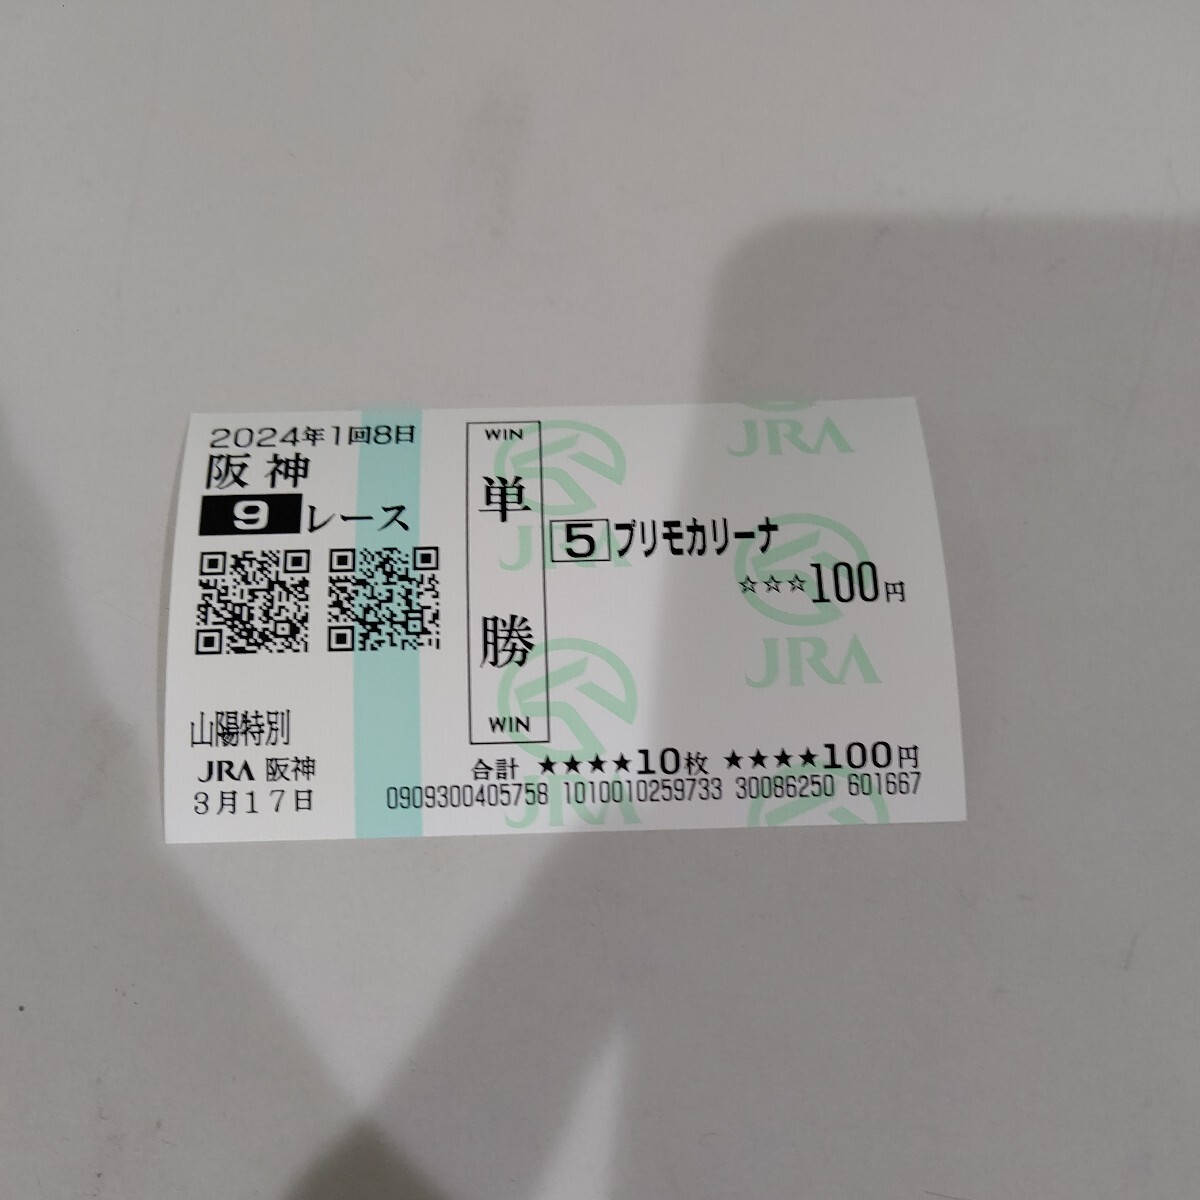 2024年1回8日
阪神
9レース
山陽特別
JRA 阪神
3月17日
WIN
単勝
WIN
5 プリモカリーナ
☆☆☆100円
合計 ★★★★10枚 ★★★★100円
0909300405758 1010010259733 30086250 601667
JRA
JRA
JRA
JRA